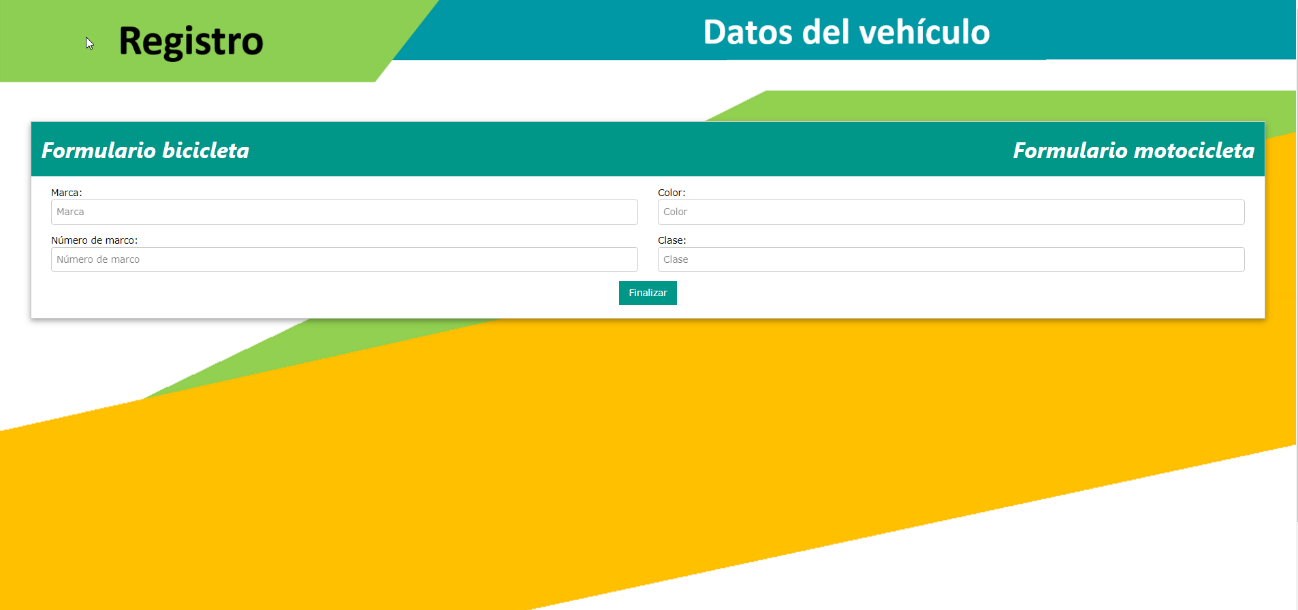 Registro
Datos del vehículo
Formulario bicicleta
Formulario motocicleta
Marca:
Color:
Marca
Color
Número de marco:
Clase:
Número de marco
Clase
Finalizar